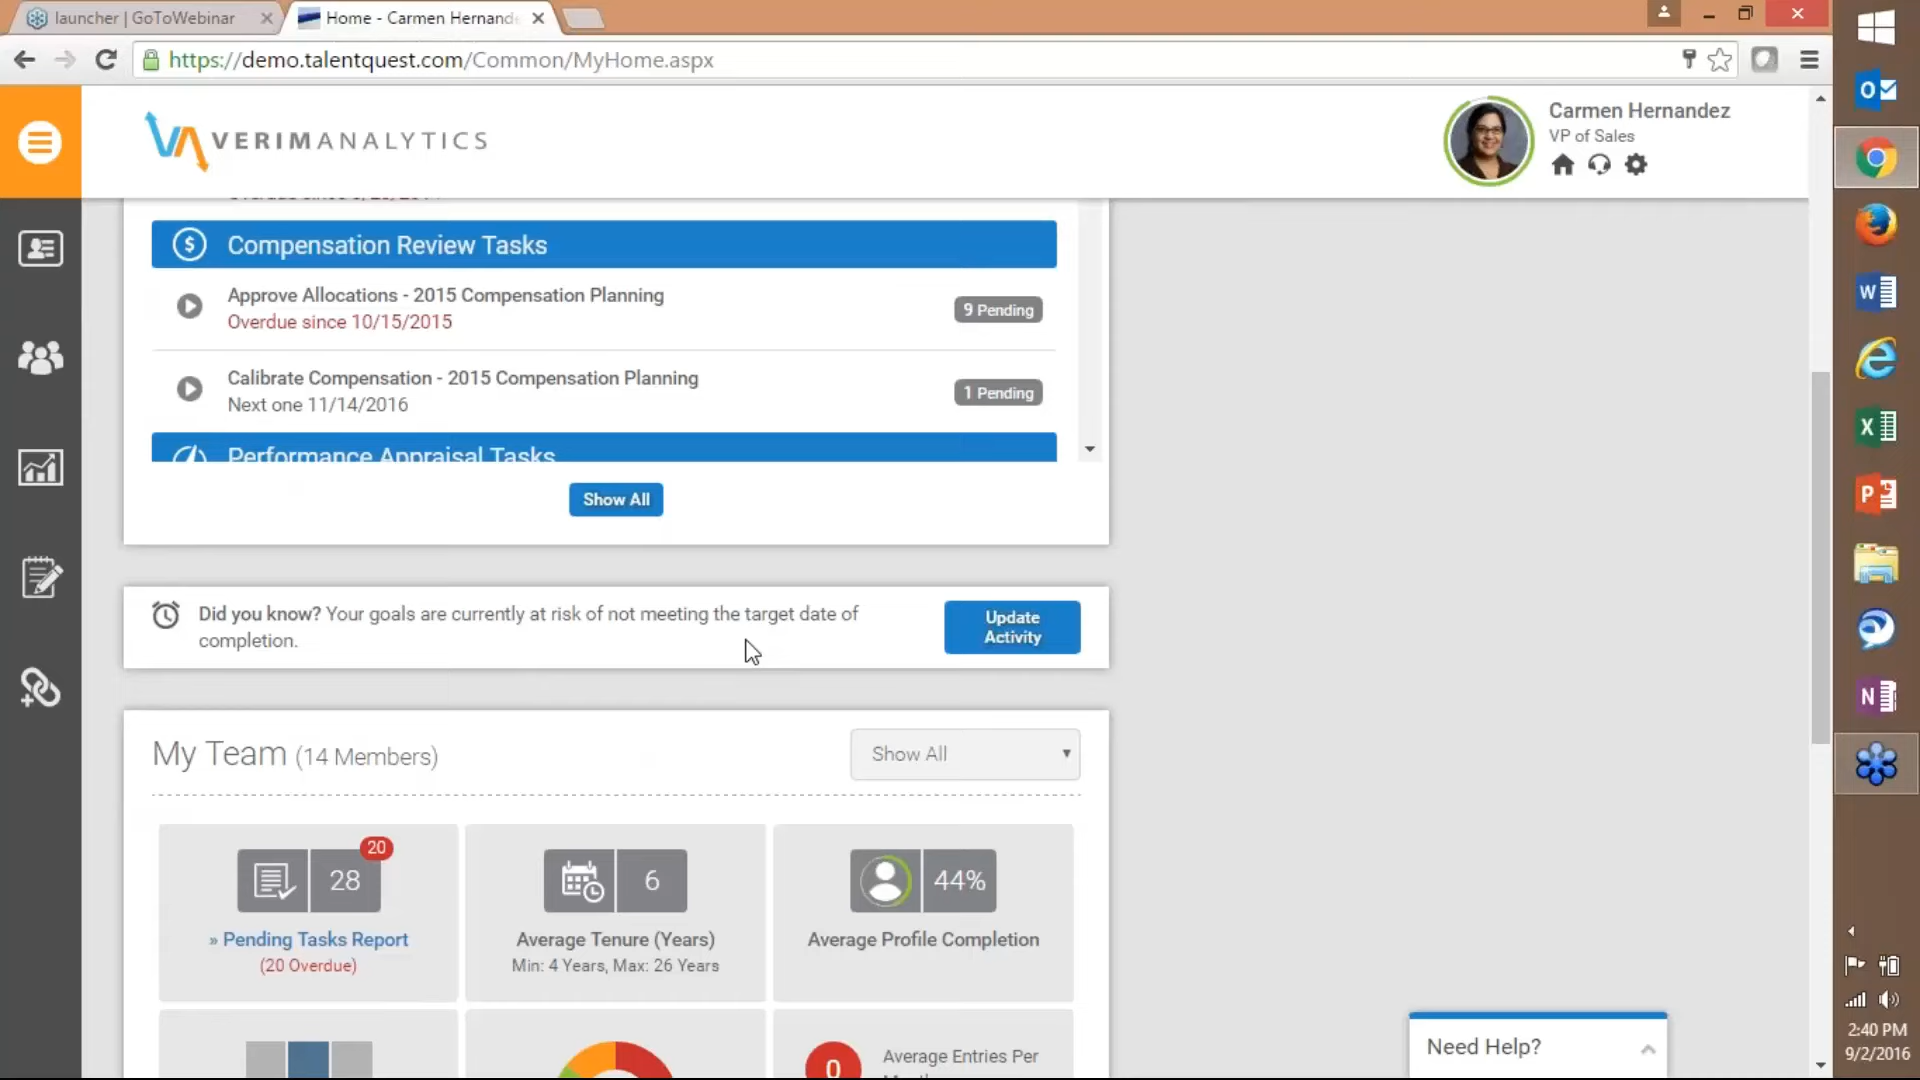 launcher | GoToWebinar
Home - Carmen Hernand
https://demo.talentquest.com/Common/MyHome.aspx
VERIMANALYTICS
Carmen Hernandez
VP of Sales
Compensation Review Tasks
Approve Allocations - 2015 Compensation Planning
Overdue since 10/15/2015
9 Pending
Calibrate Compensation - 2015 Compensation Planning
Next one 11/14/2016
1 Pending
Performance Appraisal Tasks
Show All
Did you know? Your goals are currently at risk of not meeting the target date of
completion.
Update
Activity
My Team (14 Members)
Show All
20
28
» Pending Tasks Report
(20 Overdue)
6
Average Tenure (Years)
Min: 4 Years, Max: 26 Years
44%
Average Profile Completion
0
Average Entries Per
Need Help?
2:40 PM
9/2/2016